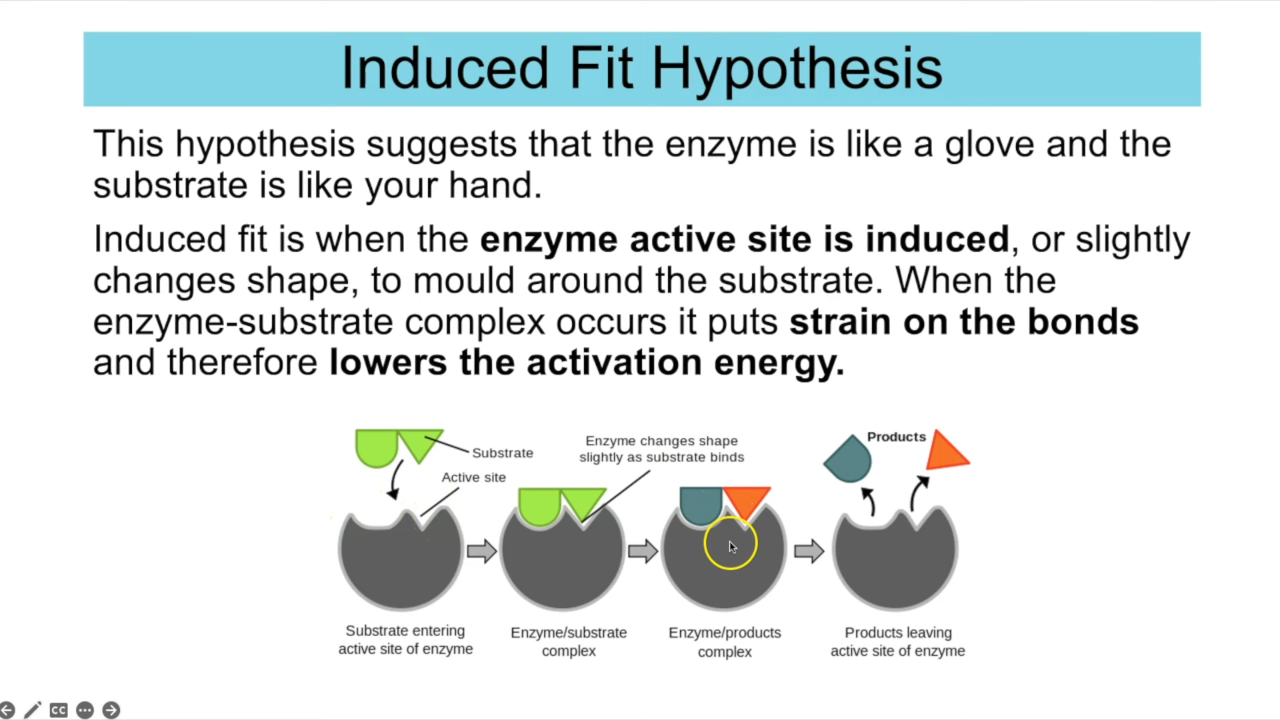 Induced Fit Hypothesis
This hypothesis suggests that the enzyme is like a glove and the
substrate is like your hand.
Induced fit is when the enzyme active site is induced, or slightly
changes shape, to mould around the substrate. When the
enzyme-substrate complex occurs it puts strain on the bonds
and therefore lowers the activation energy.
Substrate
Active site
Enzyme changes shape
slightly as substrate binds
Products
Substrate entering
active site of enzyme
Enzyme/substrate
complex
Enzyme/products
complex
Products leaving
active site of enzyme
CC